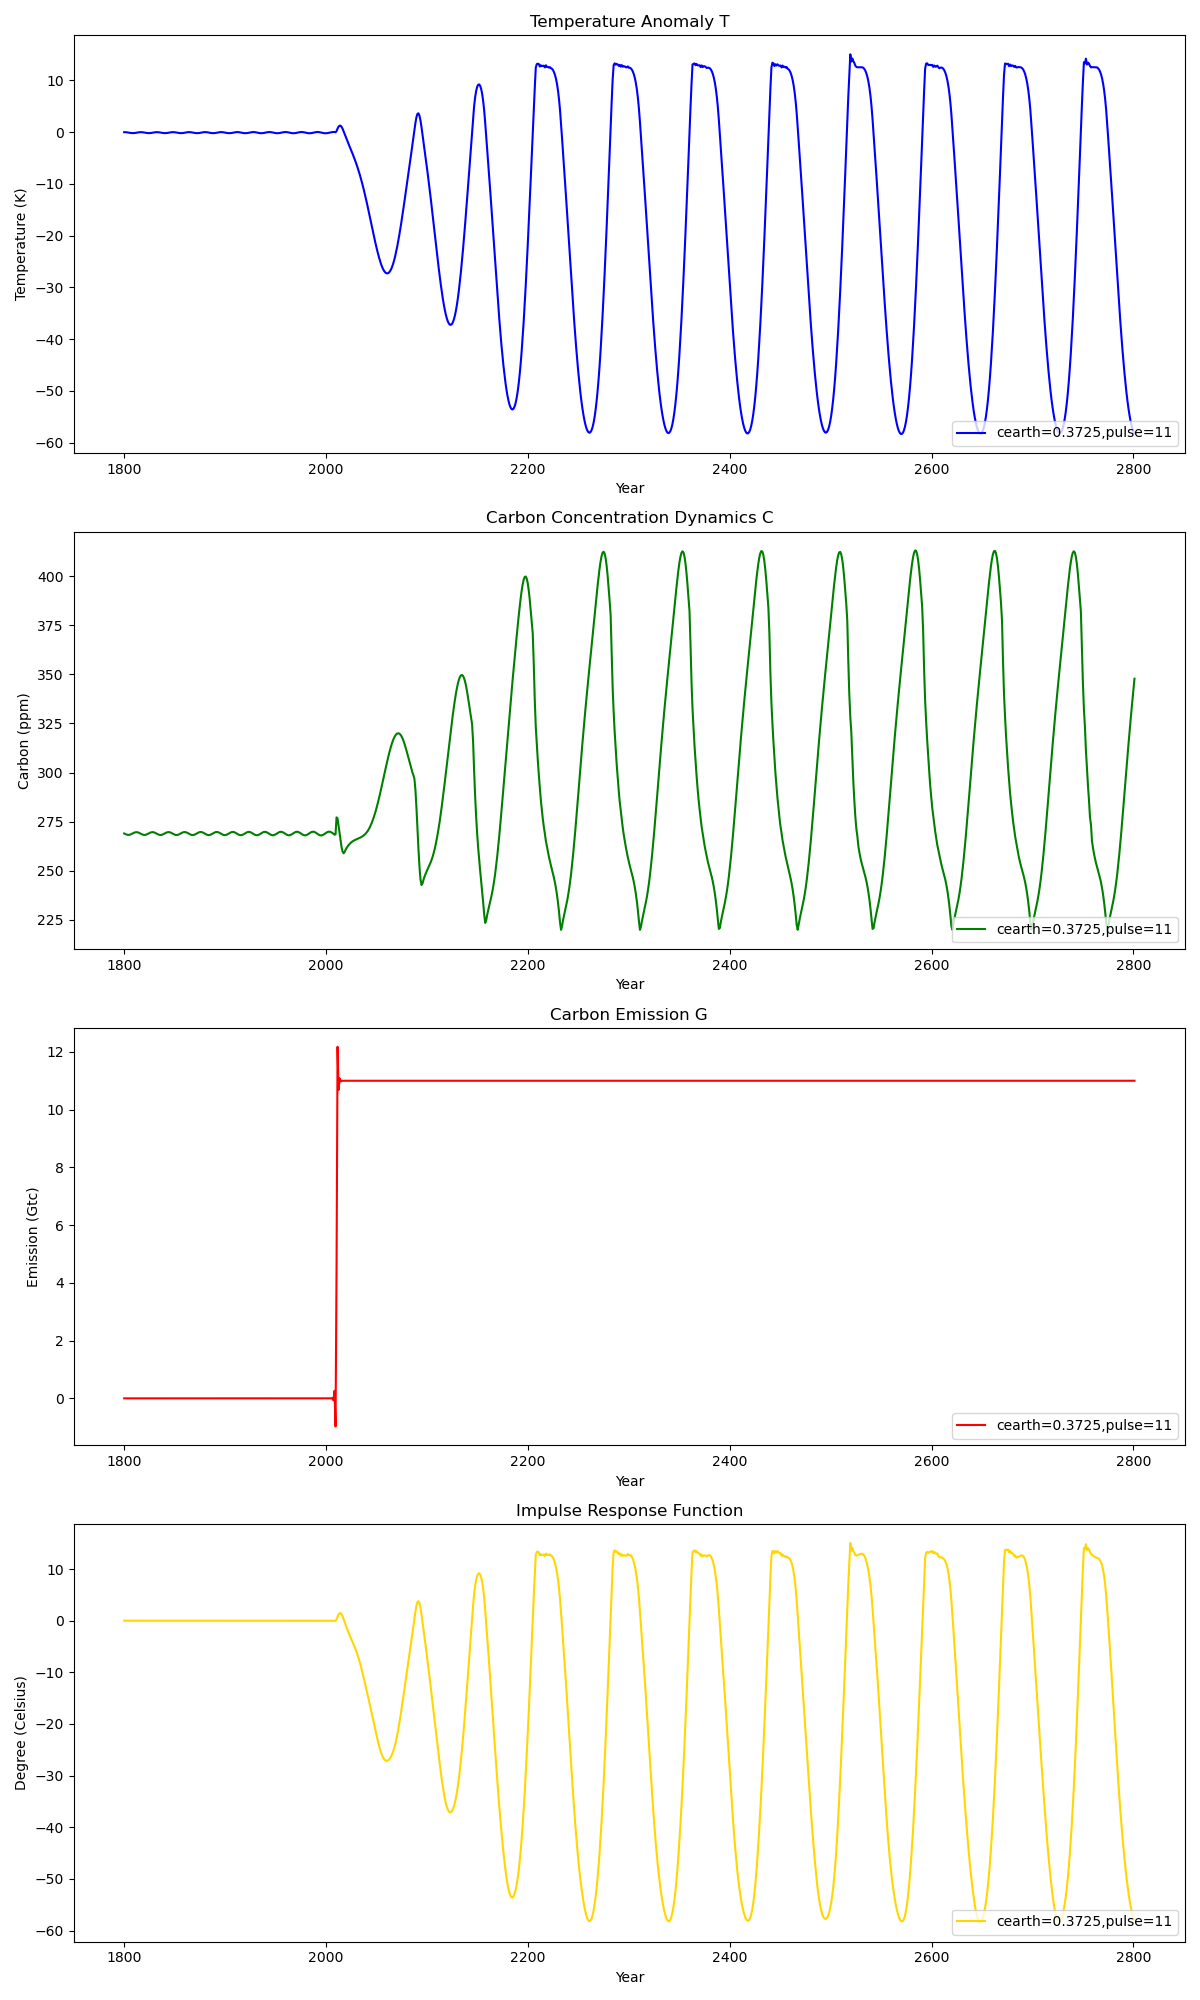 Temperature Anomaly T
10
0
−10
−20
−30
−40
−50
−60
Temperature (K)
cearth=0.3725,pulse=11
1800 2000 2200 2400 2600 2800
Year
Carbon Concentration Dynamics C
400
375
350
325
300
275
250
225
Carbon (ppm)
cearth=0.3725,pulse=11
1800 2000 2200 2400 2600 2800
Year
Carbon Emission G
12
10
8
6
4
2
0
Emission (Gtc)
cearth=0.3725,pulse=11
1800 2000 2200 2400 2600 2800
Year
Impulse Response Function
10
0
−10
−20
−30
−40
−50
−60
Degree (Celsius)
cearth=0.3725,pulse=11
1800 2000 2200 2400 2600 2800
Year